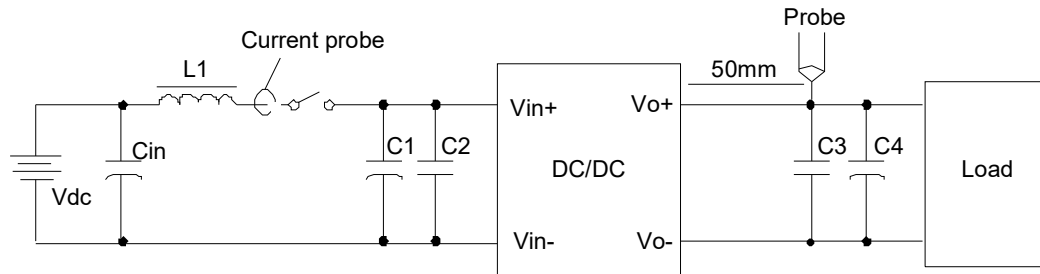 Probe
Current probe
L1
50mm
Vin+
Vo+
Cin
C1
C2
C3
C4
DC/DC
Load
Vdc
Vin-
Vo-